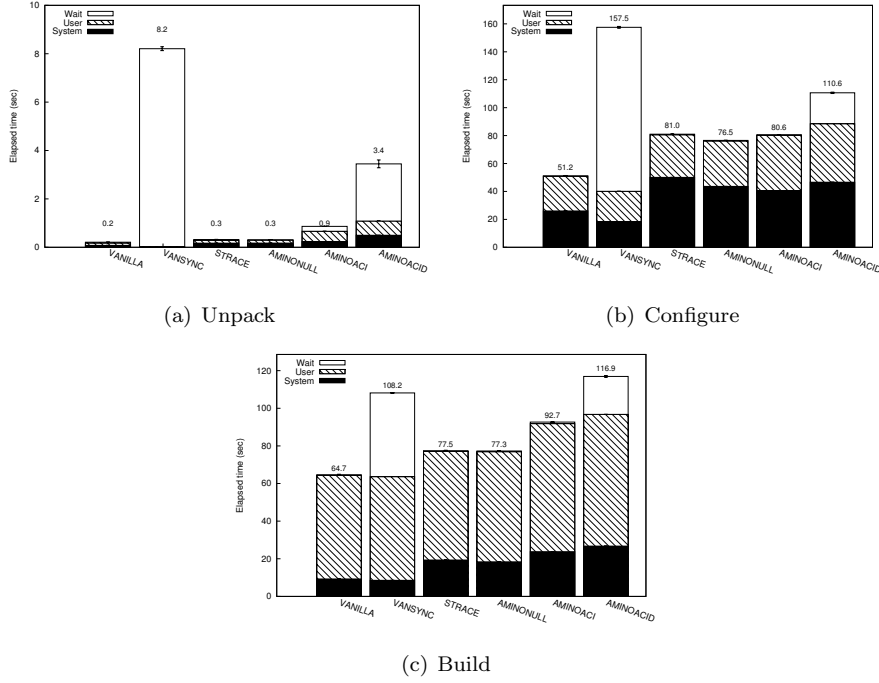 10
8
6
4
2
0
Elapsed time (sec)
Wait
User
System
0.2
8.2
0.3
0.3
0.9
3.4
VANILLA
VANSYNC
STRACE
AMINONULL
AMINOACI
AMINOACID
(a) Unpack
160
140
120
100
80
60
40
20
0
Elapsed time (sec)
Wait
User
System
51.2
157.5
81.0
76.5
80.6
110.6
VANILLA
VANSYNC
STRACE
AMINONULL
AMINOACI
AMINOACID
(b) Configure
120
100
80
60
40
20
0
Elapsed time (sec)
Wait
User
System
64.7
108.2
77.5
77.3
92.7
116.9
VANILLA
VANSYNC
STRACE
AMINONULL
AMINOACI
AMINOACID
(c) Build